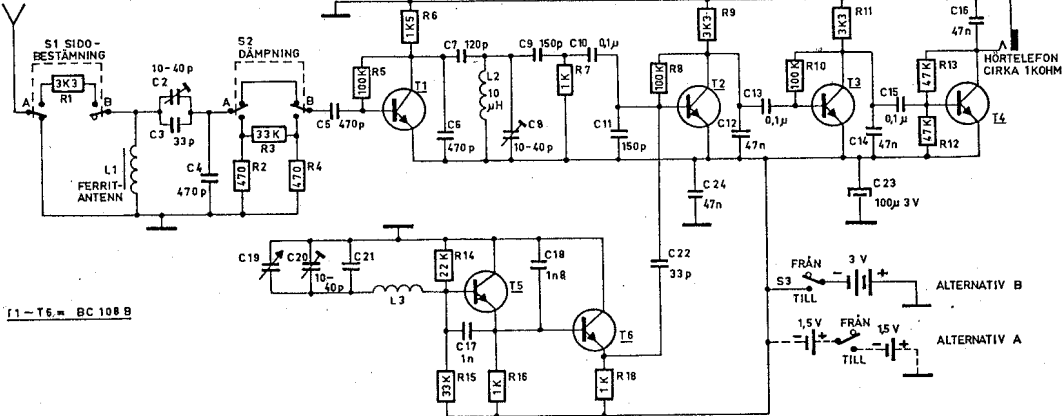 S1 SIDO-
BESTÄMNING
A
3K3
R1
B
10-40p
C2
C3
33p
L1
FERRIT-
ANTENN
C4
470p
S2
DÄMPNING
A
B
33K
R3
470
R2
470
R4
C5
470p
1K5
R6
100K
R5
T1
C7
120p
C6
470p
L2
10
µH
C9
150p
C8
10-40p
C10
0,1µ
R7
1K
C11
150p
R9
3K3
100K
R8
T2
C12
47n
C13
0,1µ
C24
47n
R11
3K3
100K
R10
T3
C14
47n
C15
0,1µ
R13
47K
47K
R12
C16
47n
T4
HÖRTELEFON
CIRKA 1KOHM
C23
100µ 3V
C19
C20
10-
40p
C21
L3
R14
22K
T5
C17
1n
C18
1n8
33K
R15
1K
R16
T6
1K
R18
C22
33p
T1-T6,= BC 108B
FRÅN
S3
TILL
- 3V +
ALTERNATIV B
1,5V
- +
FRÅN
TILL
1,5V
- +
ALTERNATIV A